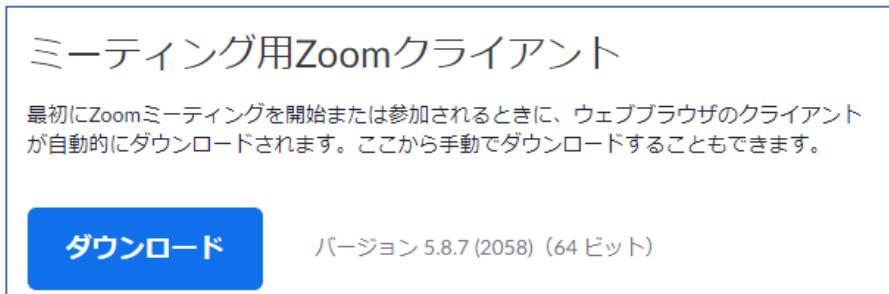 ミーティング用Zoomクライアント
最初にZoomミーティングを開始または参加されるときに、ウェブブラウザのクライアント
が自動的にダウンロードされます。ここから手動でダウンロードすることもできます。
ダウンロード バージョン 5.8.7 (2058)（64 ビット）